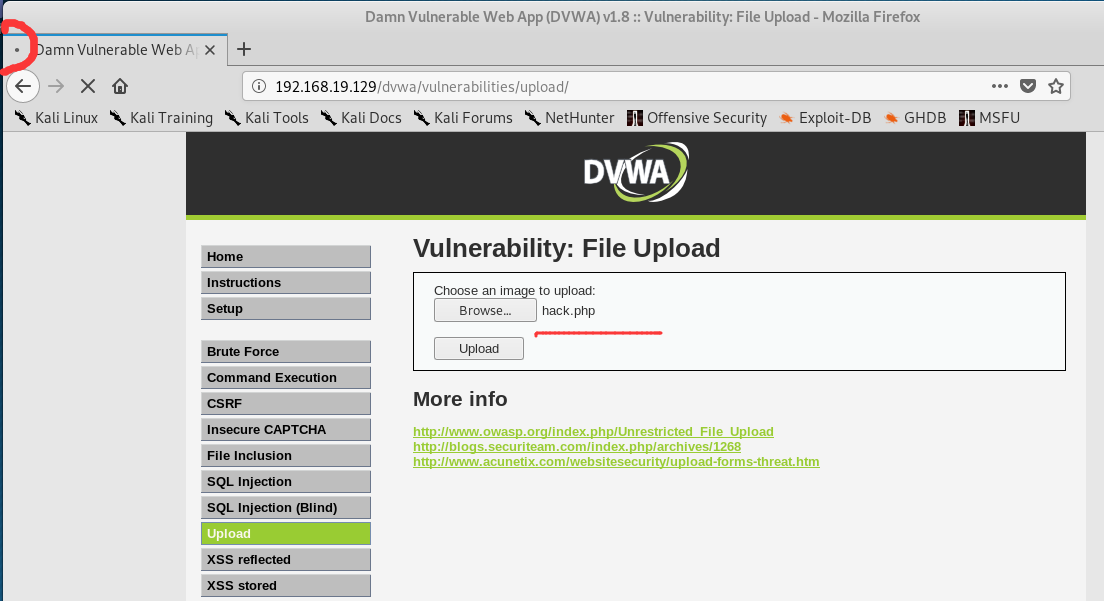 Damn Vulnerable Web App (DVWA) v1.8 :: Vulnerability: File Upload - Mozilla Firefox
Damn Vulnerable Web Ap
192.168.19.129/dvwa/vulnerabilities/upload/
Kali Linux Kali Training Kali Tools Kali Docs Kali Forums NetHunter Offensive Security Exploit-DB GHDB MSFU
DVWA
Home
Instructions
Setup
Brute Force
Command Execution
CSRF
Insecure CAPTCHA
File Inclusion
SQL Injection
SQL Injection (Blind)
Upload
XSS reflected
XSS stored
Vulnerability: File Upload
Choose an image to upload:
Browse... hack.php
Upload
More info
http://www.owasp.org/index.php/Unrestricted_File_Upload
http://blogs.securiteam.com/index.php/archives/1268
http://www.acunetix.com/websitesecurity/upload-forms-threat.htm